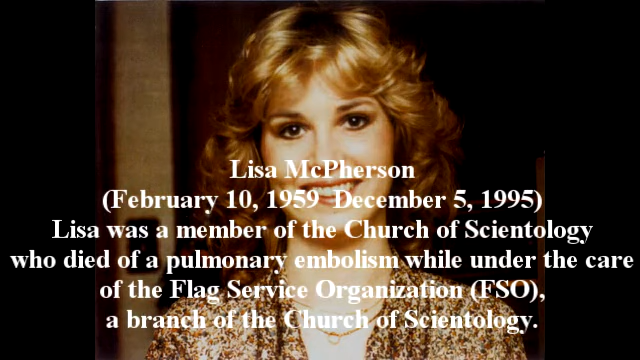 Lisa McPherson
(February 10, 1959  December 5, 1995)
Lisa was a member of the Church of Scientology
who died of a pulmonary embolism while under the care
of the Flag Service Organization (FSO),
a branch of the Church of Scientology.